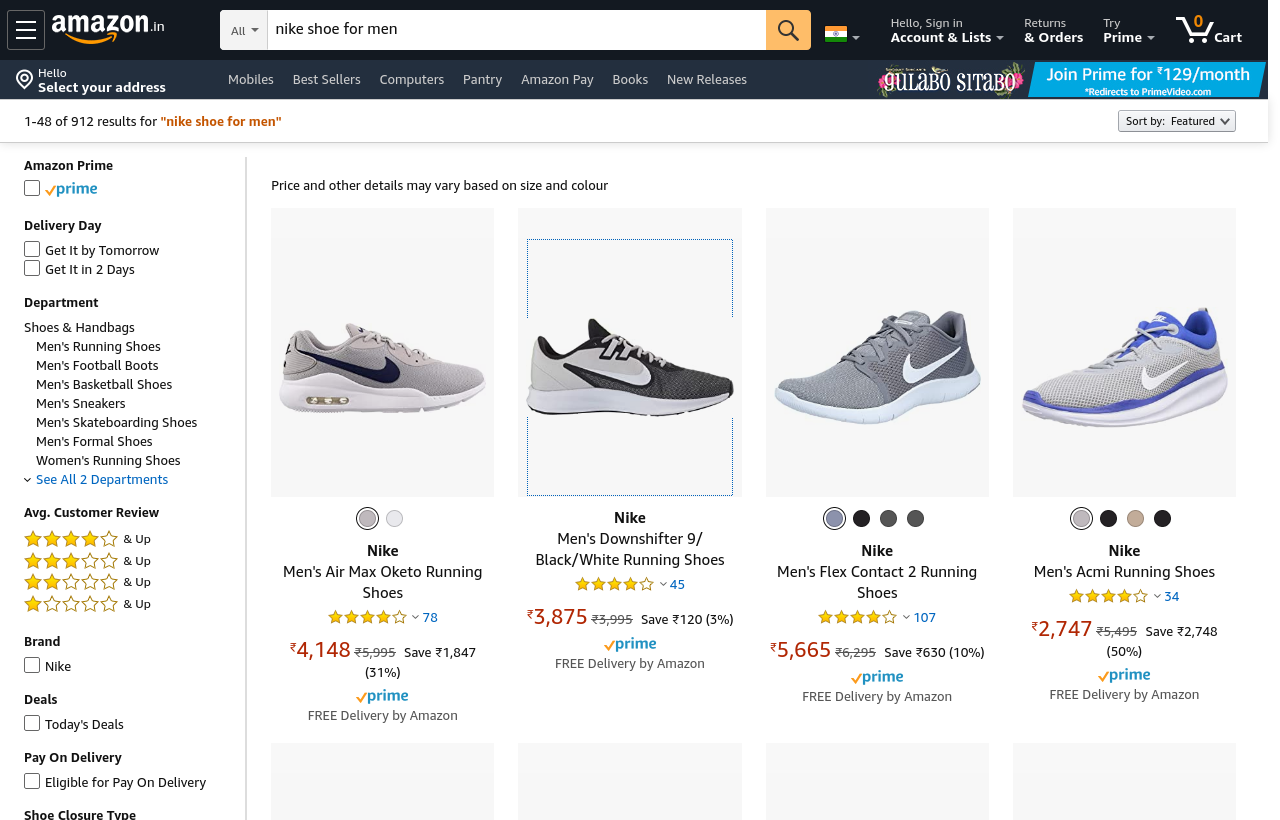 amazon.in
All
nike shoe for men
Hello, Sign in
Account & Lists
Returns
& Orders
Try
Prime
0
Cart
Hello
Select your address
Mobiles
Best Sellers
Computers
Pantry
Amazon Pay
Books
New Releases
GULABO SITABO
Join Prime for ₹129/month
*Redirects to PrimeVideo.com
1-48 of 912 results for "nike shoe for men"
Sort by: Featured
Amazon Prime
prime
Delivery Day
Get It by Tomorrow
Get It in 2 Days
Department
Shoes & Handbags
Men's Running Shoes
Men's Football Boots
Men's Basketball Shoes
Men's Sneakers
Men's Skateboarding Shoes
Men's Formal Shoes
Women's Running Shoes
See All 2 Departments
Avg. Customer Review
& Up
& Up
& Up
& Up
Brand
Nike
Deals
Today's Deals
Pay On Delivery
Eligible for Pay On Delivery
Shoe Closure Type
Price and other details may vary based on size and colour
Nike
Men's Air Max Oketo Running
Shoes
78
₹4,148 ₹5,995 Save ₹1,847
(31%)
prime
FREE Delivery by Amazon
Nike
Men's Downshifter 9/
Black/White Running Shoes
45
₹3,875 ₹3,995 Save ₹120 (3%)
prime
FREE Delivery by Amazon
Nike
Men's Flex Contact 2 Running
Shoes
107
₹5,665 ₹6,295 Save ₹630 (10%)
prime
FREE Delivery by Amazon
Nike
Men's Acmi Running Shoes
34
₹2,747 ₹5,495 Save ₹2,748
(50%)
prime
FREE Delivery by Amazon